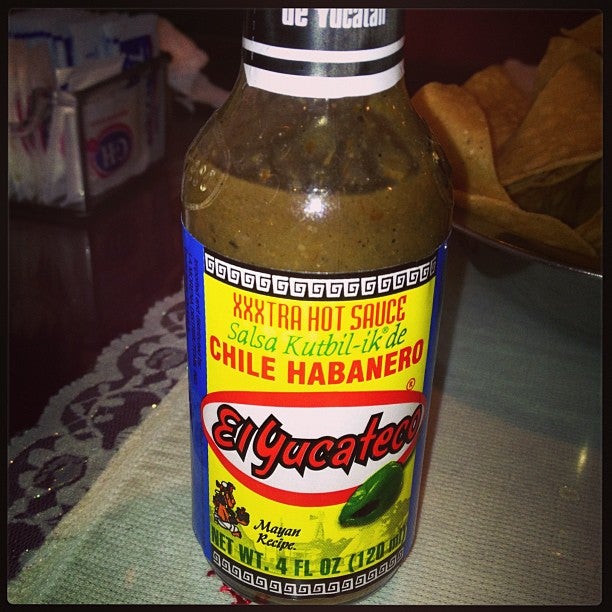 de Yucatán
XXXTRA HOT SAUCE
Salsa Kutbil-ik® de
CHILE HABANERO
®
El Yucateco
Mayan
Recipe.
NET WT. 4 FL OZ (120 ml)
C&H